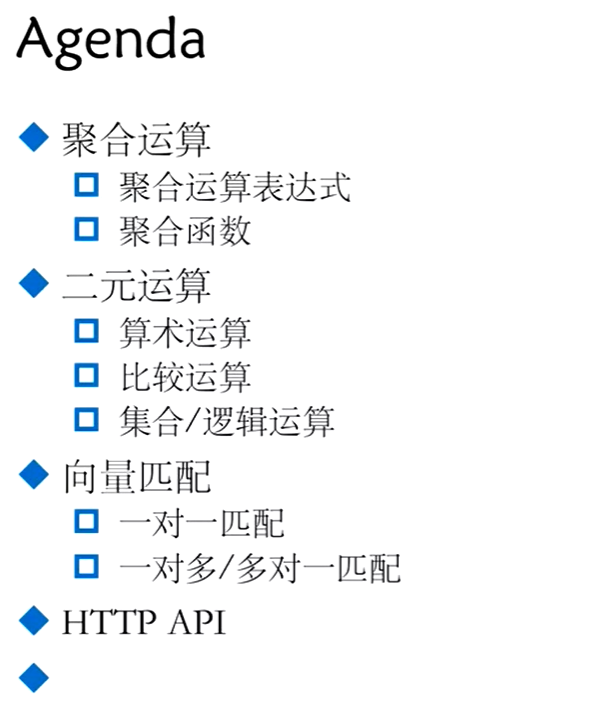 Agenda
聚合运算
聚合运算表达式
聚合函数
二元运算
算术运算
比较运算
集合/逻辑运算
向量匹配
一对一匹配
一对多/多对一匹配
HTTP API